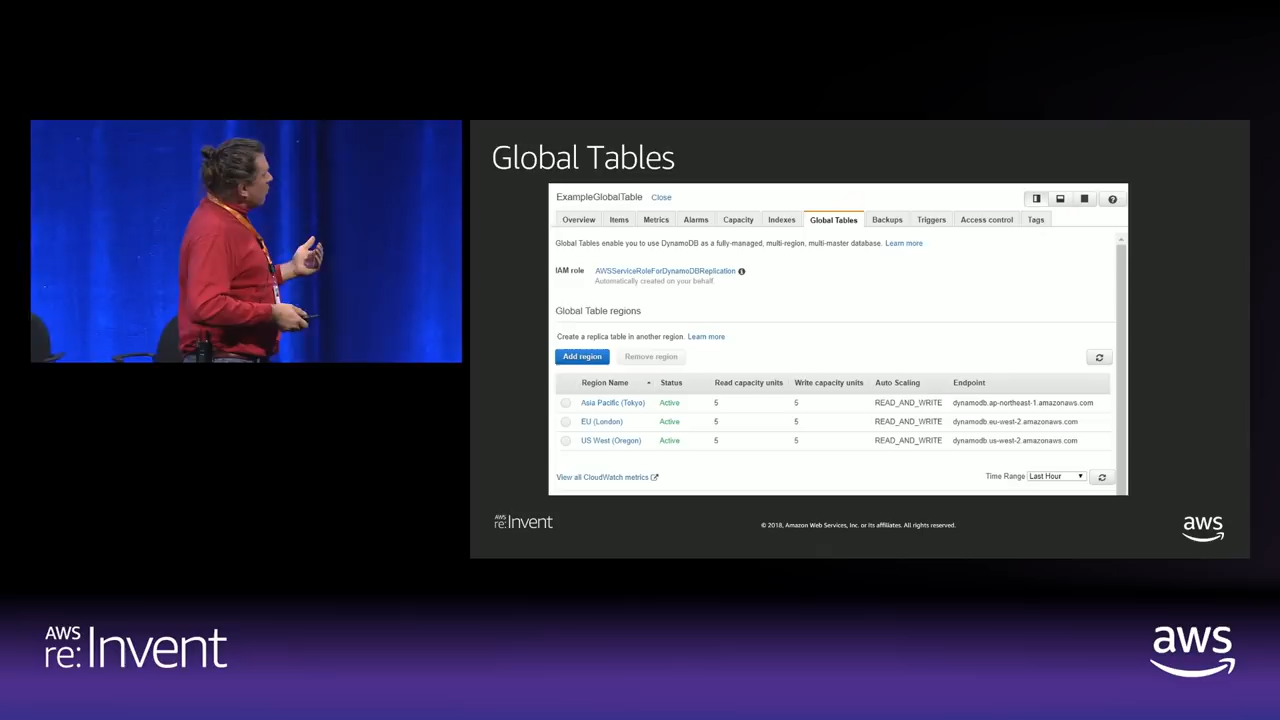 Global Tables
ExampleGlobalTable Close
Overview Items Metrics Alarms Capacity Indexes Global Tables Backups Triggers Access control Tags
Global Tables enable you to use DynamoDB as a fully-managed, multi-region, multi-master database. Learn more
IAM role AWSServiceRoleForDynamoDBReplication
Automatically created on your behalf.
Global Table regions
Create a replica table in another region. Learn more
Add region Remove region
Region Name Status Read capacity units Write capacity units Auto Scaling Endpoint
Asia Pacific (Tokyo) Active 5 5 READ_AND_WRITE dynamodb.ap-northeast-1.amazonaws.com
EU (London) Active 5 5 READ_AND_WRITE dynamodb.eu-west-2.amazonaws.com
US West (Oregon) Active 5 5 READ_AND_WRITE dynamodb.us-west-2.amazonaws.com
View all CloudWatch metrics Time Range Last Hour
AWS
re:Invent
© 2018, Amazon Web Services, Inc. or its affiliates. All rights reserved.
aws
AWS
re:Invent
aws